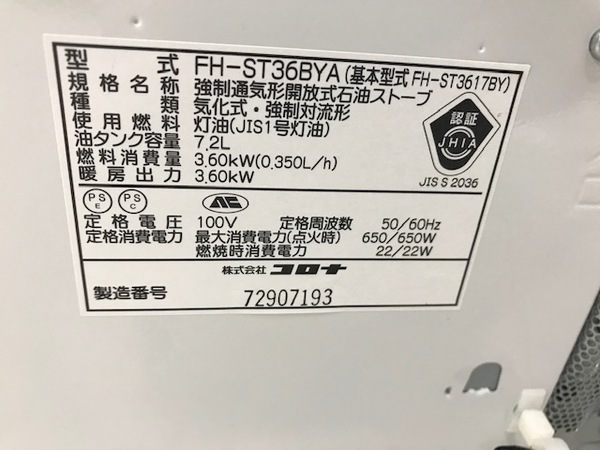 型式 FH-ST36BYA(基本型式 FH-ST3617BY)
規格名称 強制通気形開放式石油ストーブ
種類 気化式・強制対流形
使用燃料 灯油(JIS1号灯油)
油タンク容量 7.2L
燃料消費量 3.60kW(0.350L/h)
暖房出力 3.60kW
認証
JHIA
JIS S 2036
PS E PS C
定格電圧 100V 定格周波数 50/60Hz
定格消費電力 最大消費電力(点火時) 650/650W
燃焼時消費電力 22/22W
株式会社 コロナ
製造番号 72907193